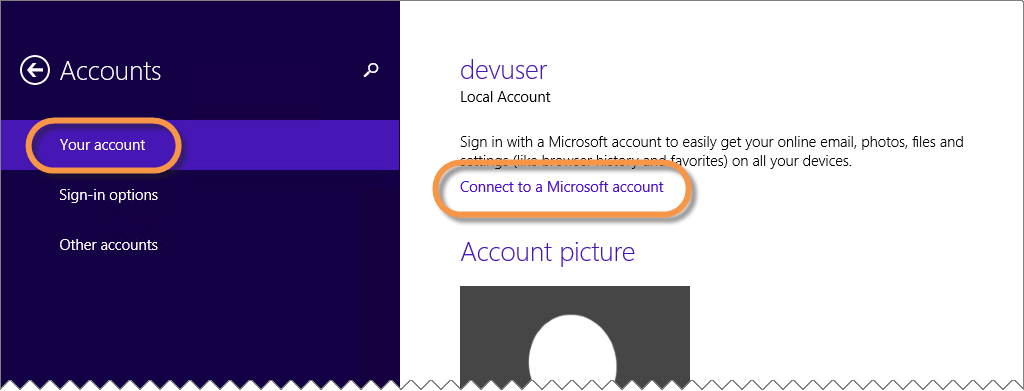 Accounts
Your account
Sign-in options
Other accounts
devuser
Local Account
Sign in with a Microsoft account to easily get your online email, photos, files and
settings (like browser history and favorites) on all your devices.
Connect to a Microsoft account
Account picture